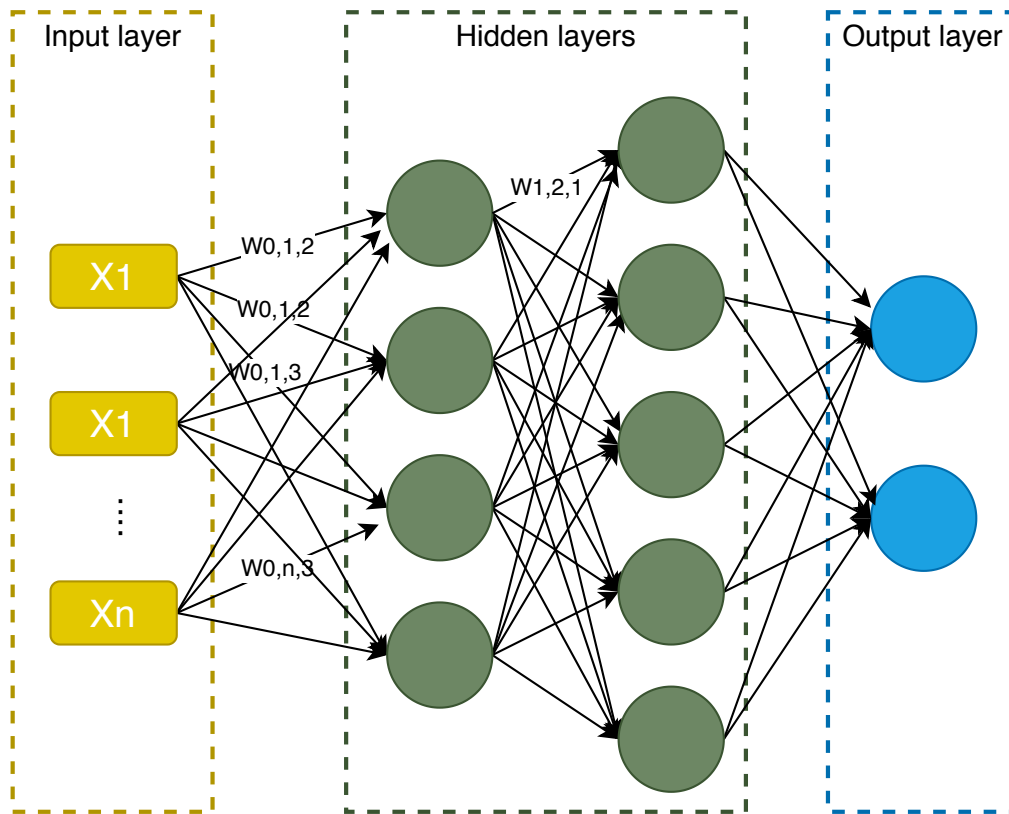 Input layer
Hidden layers
Output layer
W1,2,1
W0,1,2
X1
W0,1,2
W0,1,3
X1
....
W0,n,3
Xn